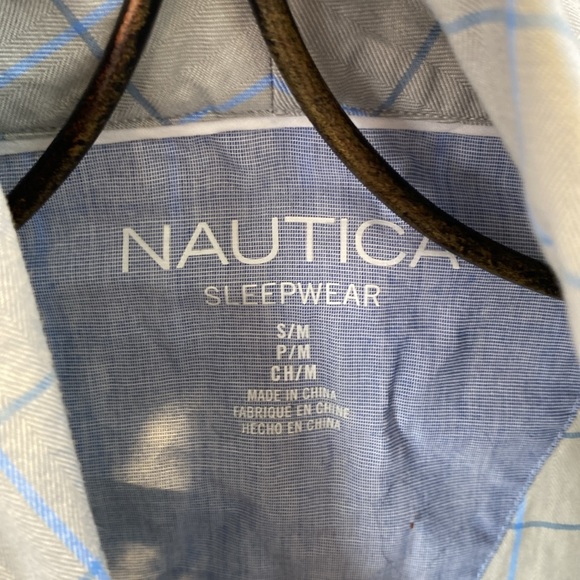 NAUTICA
SLEEPWEAR
S/M
P/M
CH/M
MADE IN CHINA
FABRIQUÉ EN CHINE
HECHO EN CHINA